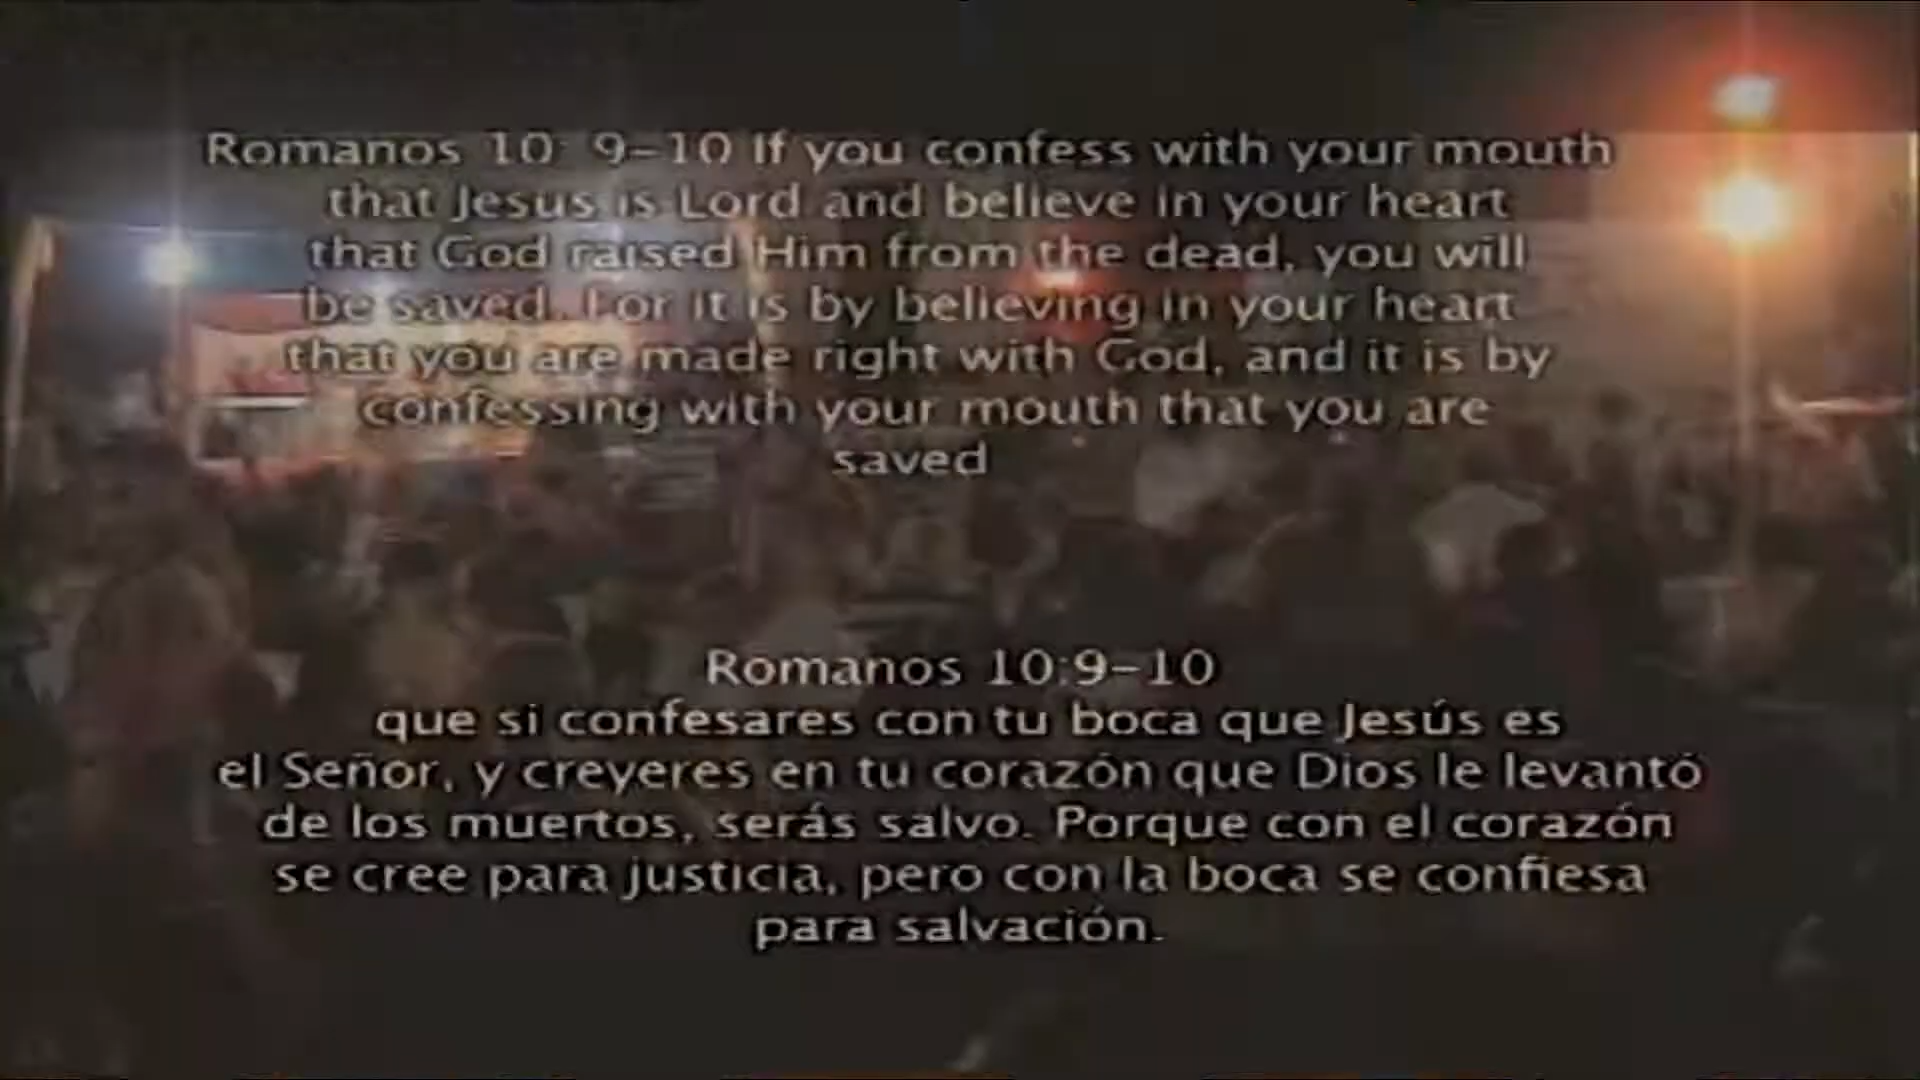 Romanos 10: 9-10 If you confess with your mouth
that Jesus is Lord and believe in your heart
that God raised Him from the dead, you will
be saved. For it is by believing in your heart
that you are made right with God, and it is by
confessing with your mouth that you are
saved
Romanos 10:9-10
que si confesares con tu boca que Jesús es
el Señor, y creyeres en tu corazón que Dios le levantó
de los muertos, serás salvo. Porque con el corazón
se cree para justicia, pero con la boca se confiesa
para salvación.